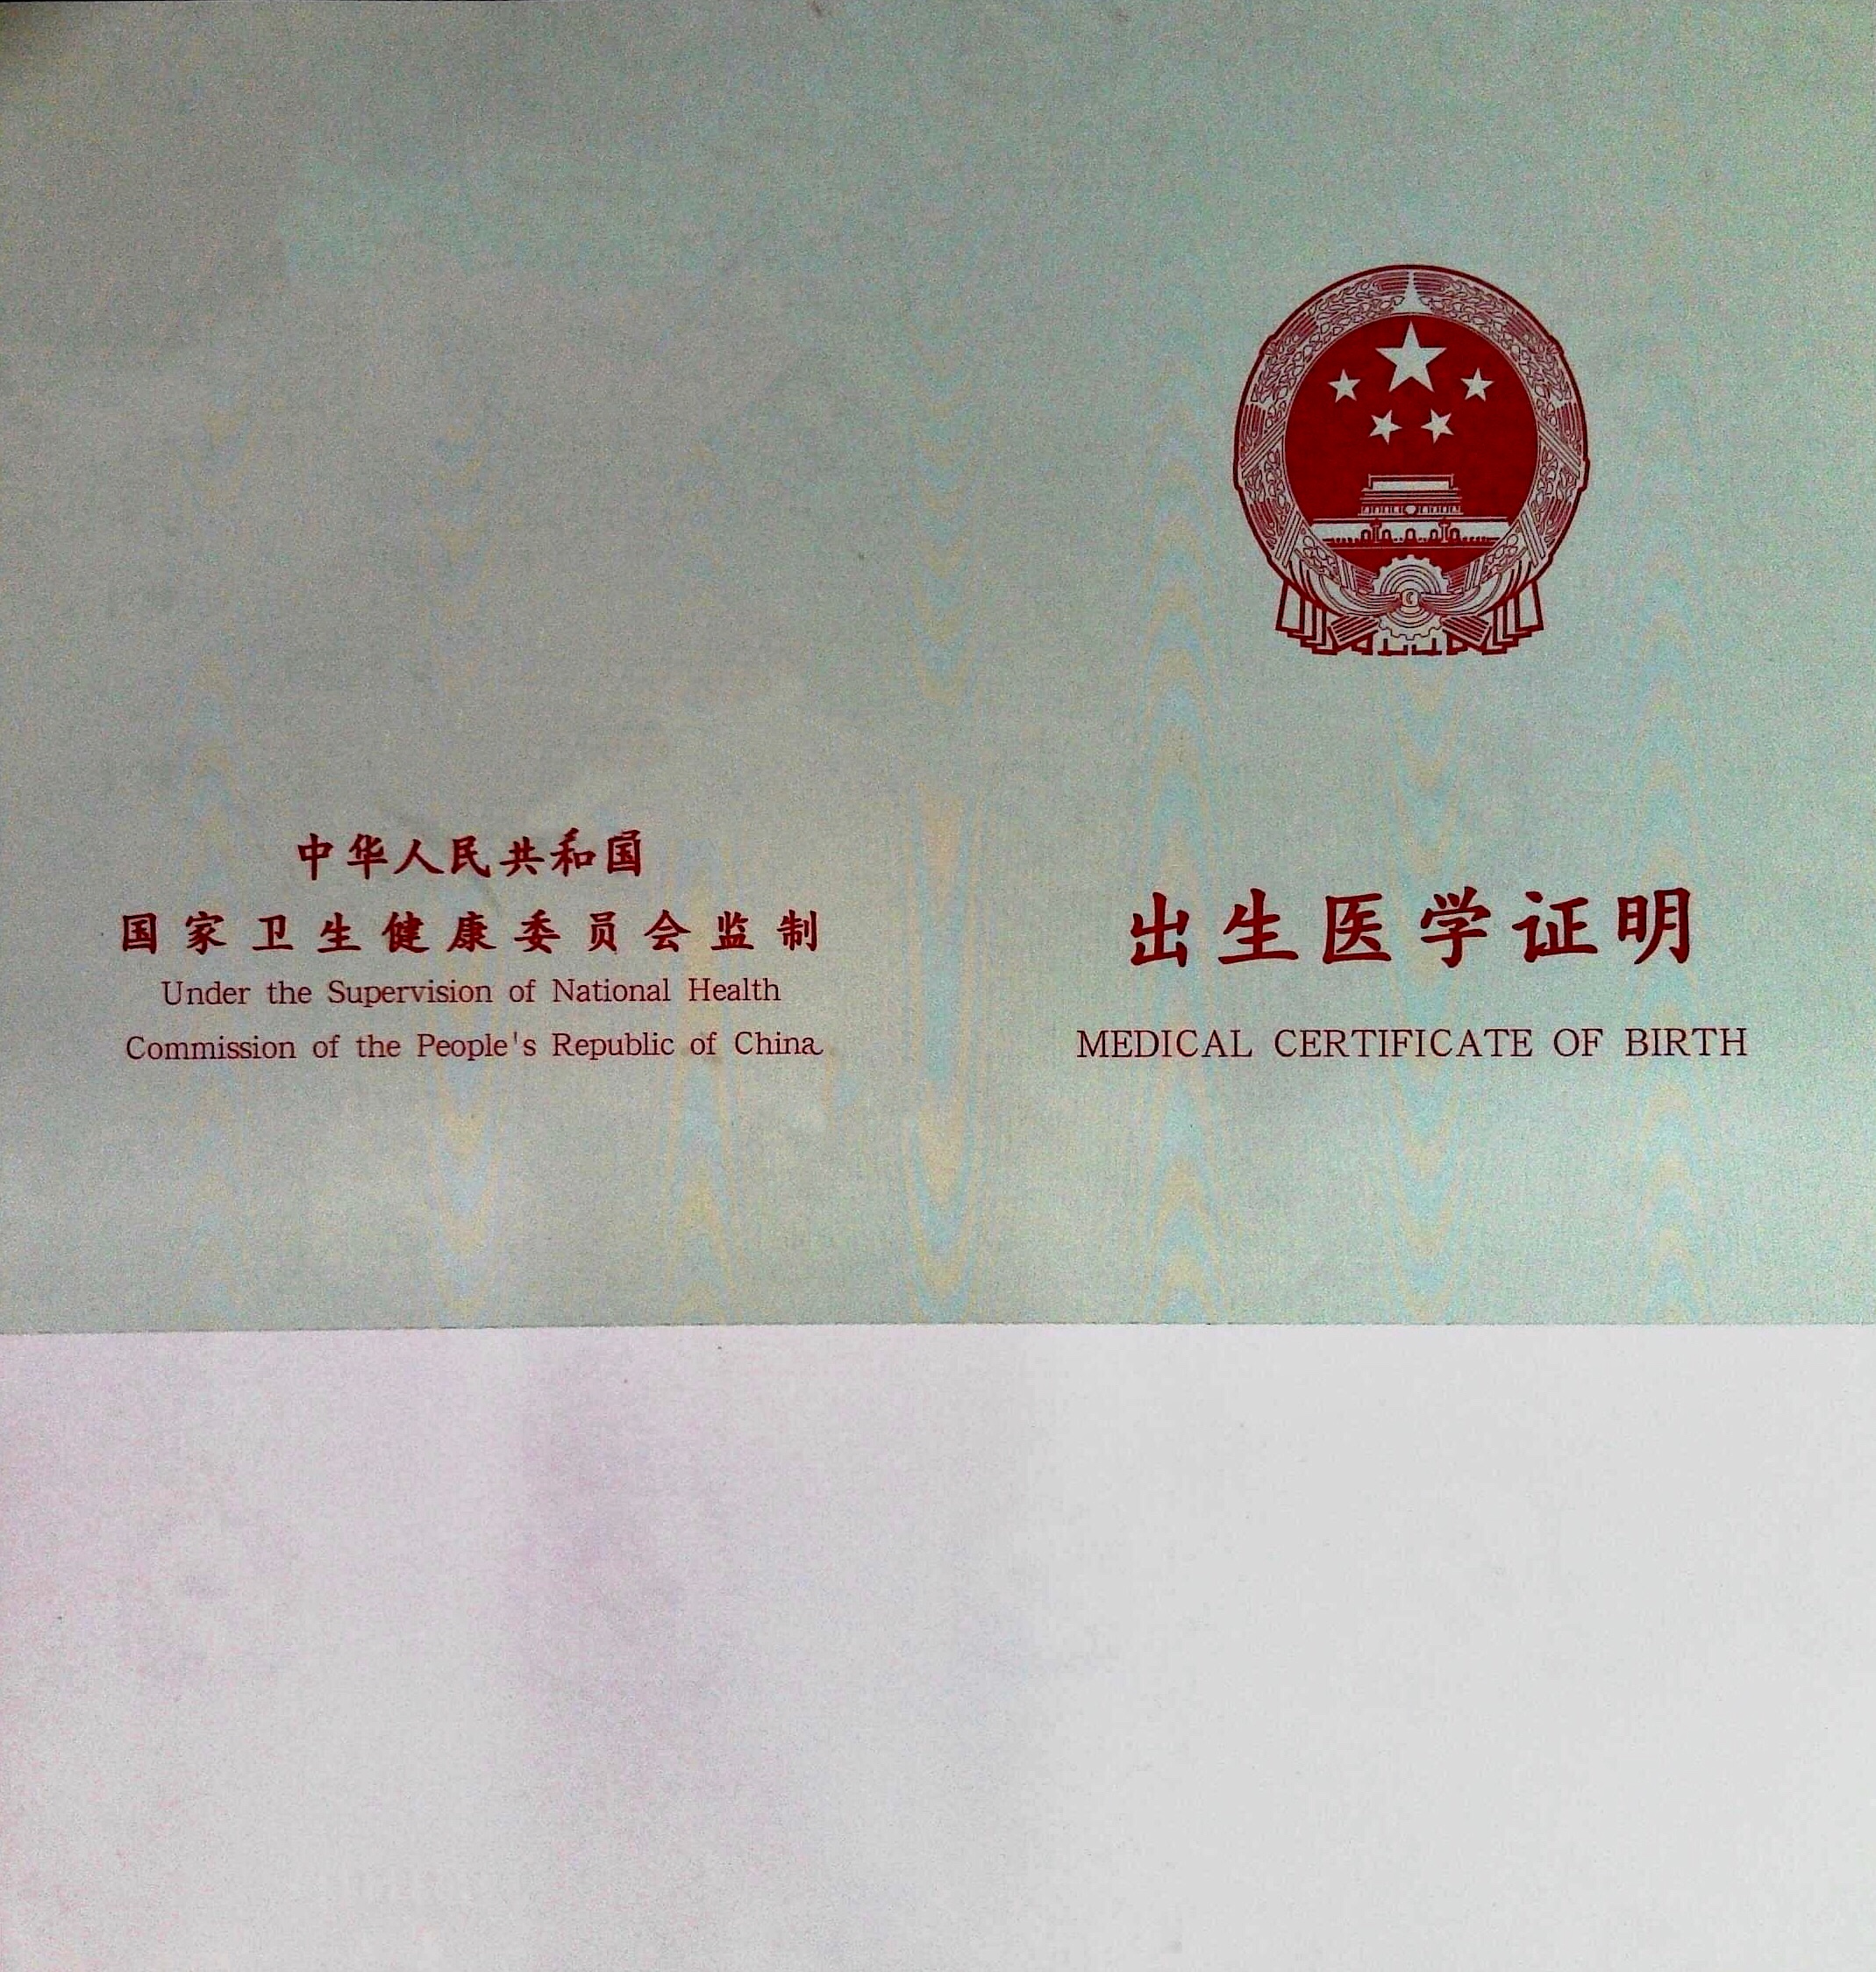 中华人民共和国
国家卫生健康委员会监制
Under the Supervision of National Health
Commission of the People's Republic of China
出生医学证明
MEDICAL CERTIFICATE OF BIRTH